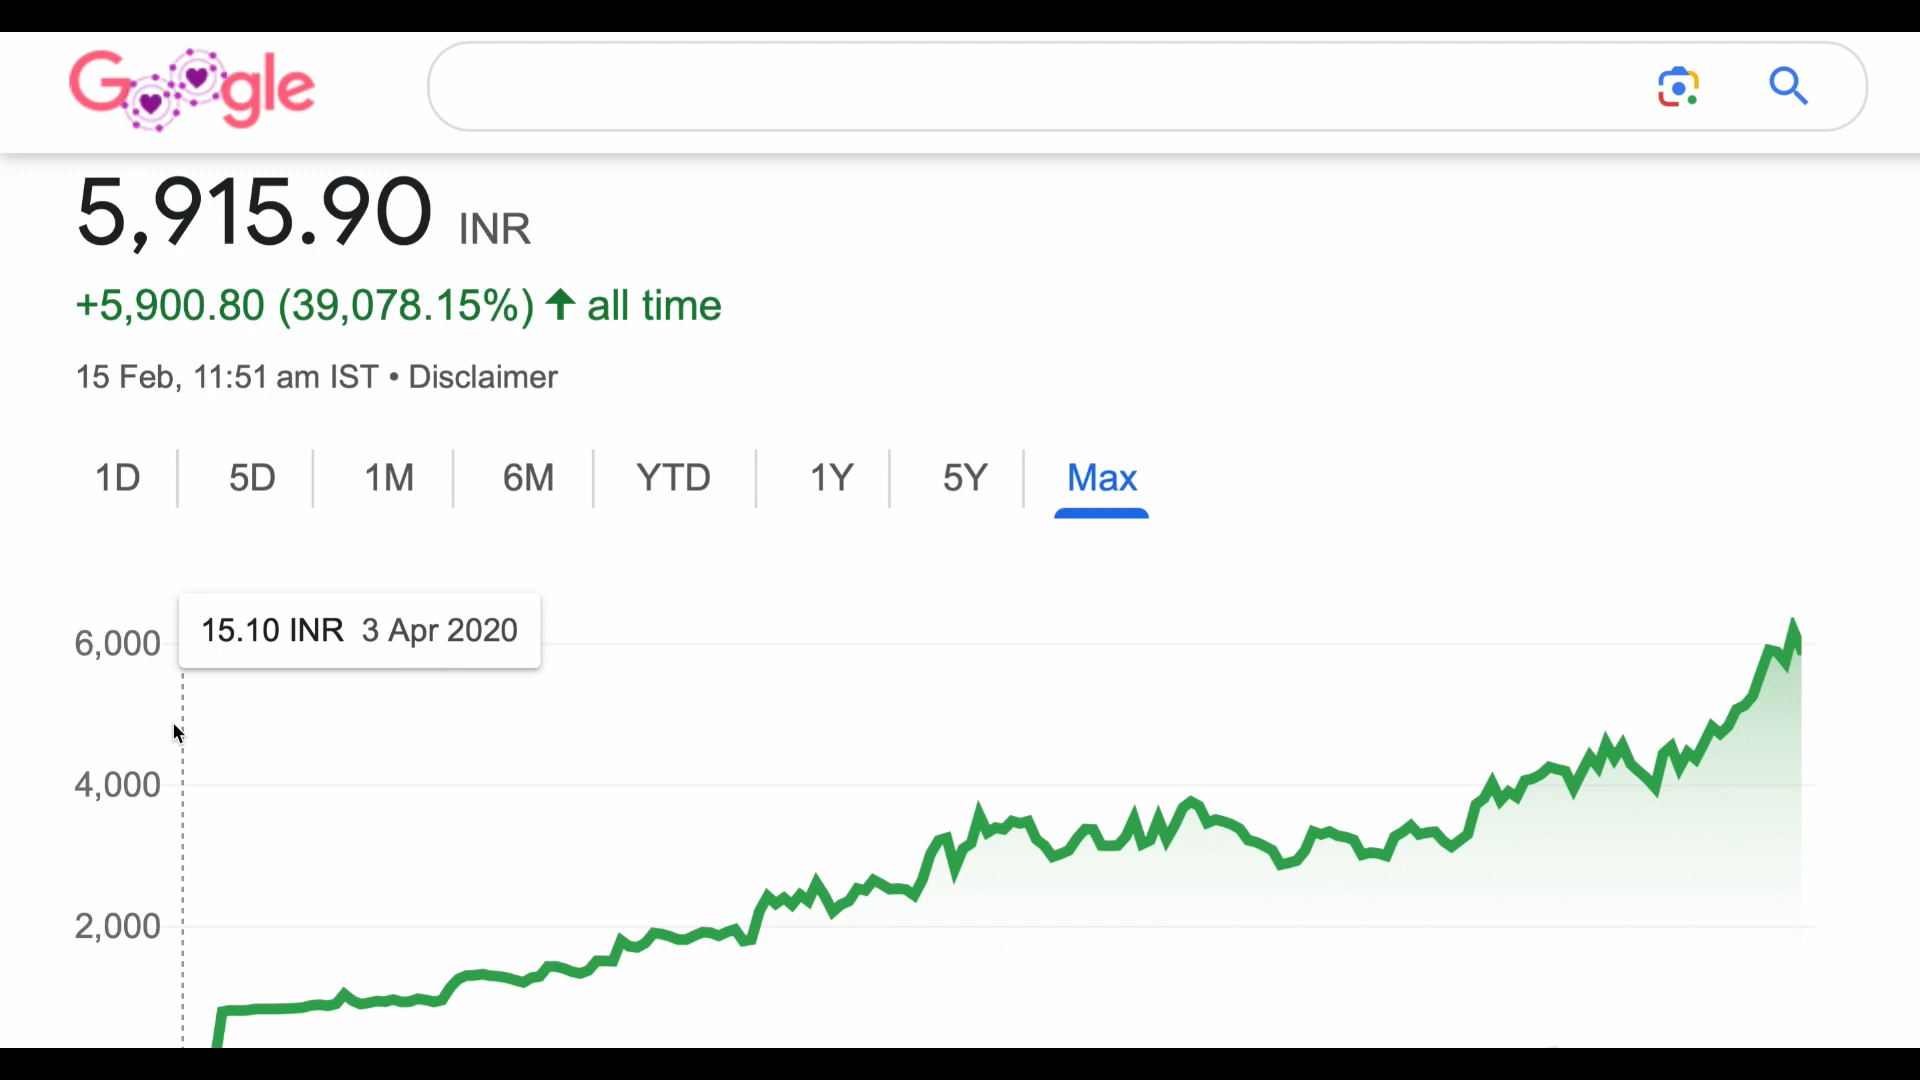 Google
5,915.90 INR
+5,900.80 (39,078.15%) ↑ all time
15 Feb, 11:51 am IST • Disclaimer
1D 5D 1M 6M YTD 1Y 5Y Max
15.10 INR 3 Apr 2020
6,000
4,000
2,000